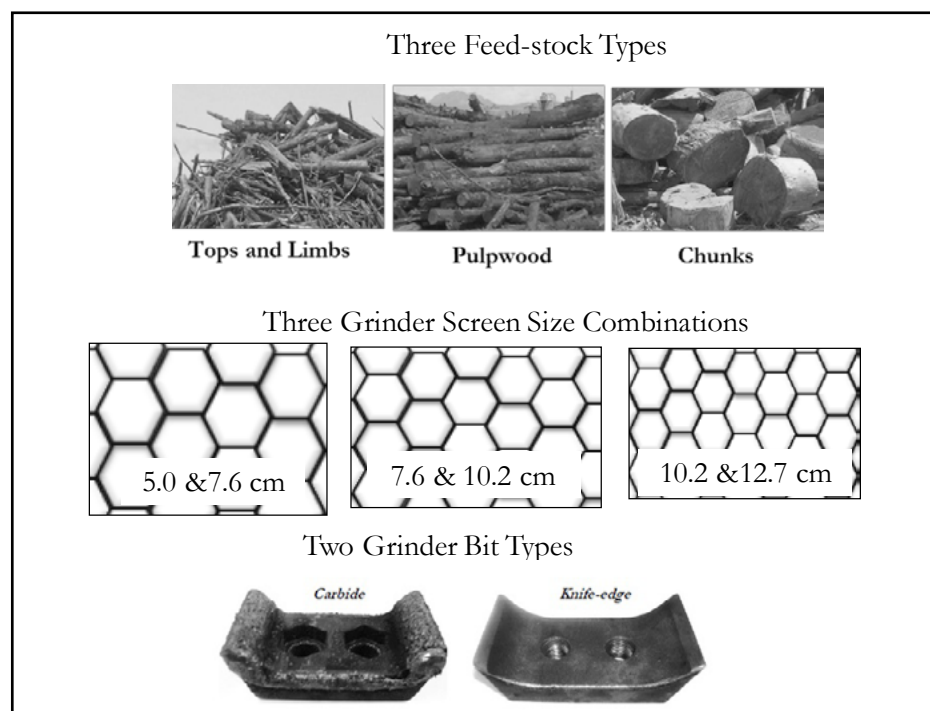 Three Feed-stock Types
Tops and Limbs
Pulpwood
Chunks
Three Grinder Screen Size Combinations
5.0 &7.6 cm
7.6 & 10.2 cm
10.2 &12.7 cm
Two Grinder Bit Types
Carbide
Knife-edge